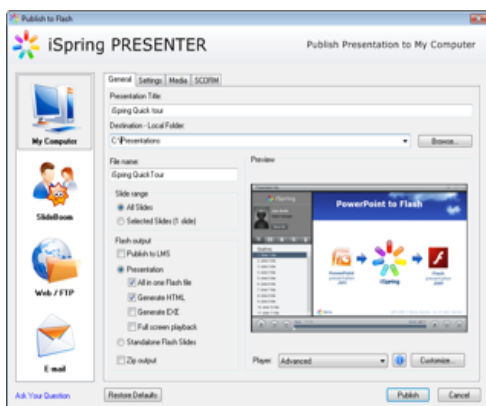 Publish to Flash
iSpring PRESENTER
Publish Presentation to My Computer
General Settings Media SCORM
Presentation Title:
iSpring Quick tour
Destination - Local Folder:
C:\Presentations
Browse...
My Computer
File name:
iSpring QuickTour
Preview
Slide range
All Slides
Selected Slides (1 slide)
iSpring
PowerPoint to Flash
SlideBoom
Flash output
Publish to LMS
Presentation
All in one Flash file
Generate HTML
Generate EXE
Full screen playback
Standalone Flash Slides
iSpring
Web / FTP
Zip output
Player: Advanced
Customize...
E-mail
Ask Your Question
Restore Defaults
Publish
Cancel